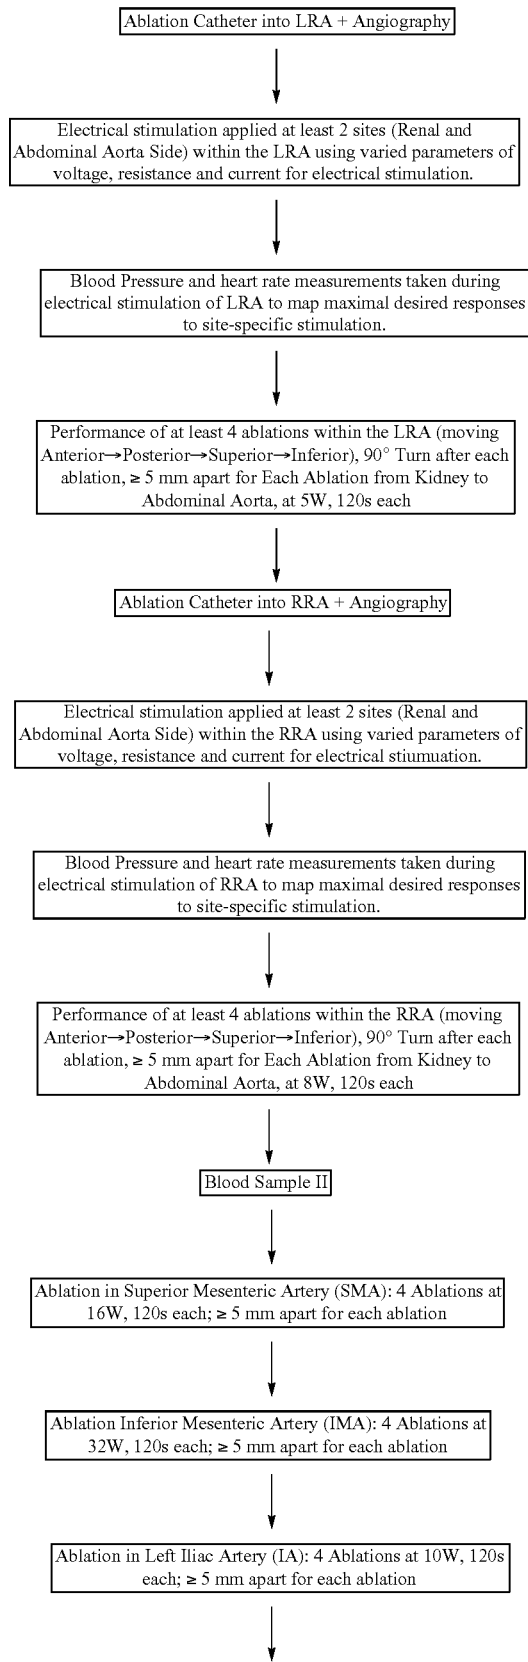 Ablation Catheter into LRA + Angiography
Electrical stimulation applied at least 2 sites (Renal and
Abdominal Aorta Side) within the LRA using varied parameters of
voltage, resistance and current for electrical stimulation.
Blood Pressure and heart rate measurements taken during
electrical stimulation of LRA to map maximal desired responses
to site-specific stimulation.
Performance of at least 4 ablations within the LRA (moving
Anterior→Posterior→Superior→Inferior), 90° Turn after each
ablation, ≥ 5 mm apart for Each Ablation from Kidney to
Abdominal Aorta, at 5W, 120s each
Ablation Catheter into RRA + Angiography
Electrical stimulation applied at least 2 sites (Renal and
Abdominal Aorta Side) within the RRA using varied parameters of
voltage, resistance and current for electrical stiumuation.
Blood Pressure and heart rate measurements taken during
electrical stimulation of RRA to map maximal desired responses
to site-specific stimulation.
Performance of at least 4 ablations within the RRA (moving
Anterior→Posterior→Superior→Inferior), 90° Turn after each
ablation, ≥ 5 mm apart for Each Ablation from Kidney to
Abdominal Aorta, at 8W, 120s each
Blood Sample II
Ablation in Superior Mesenteric Artery (SMA): 4 Ablations at
16W, 120s each; ≥ 5 mm apart for each ablation
Ablation Inferior Mesenteric Artery (IMA): 4 Ablations at
32W, 120s each; ≥ 5 mm apart for each ablation
Ablation in Left Iliac Artery (IA): 4 Ablations at 10W, 120s
each; ≥ 5 mm apart for each ablation